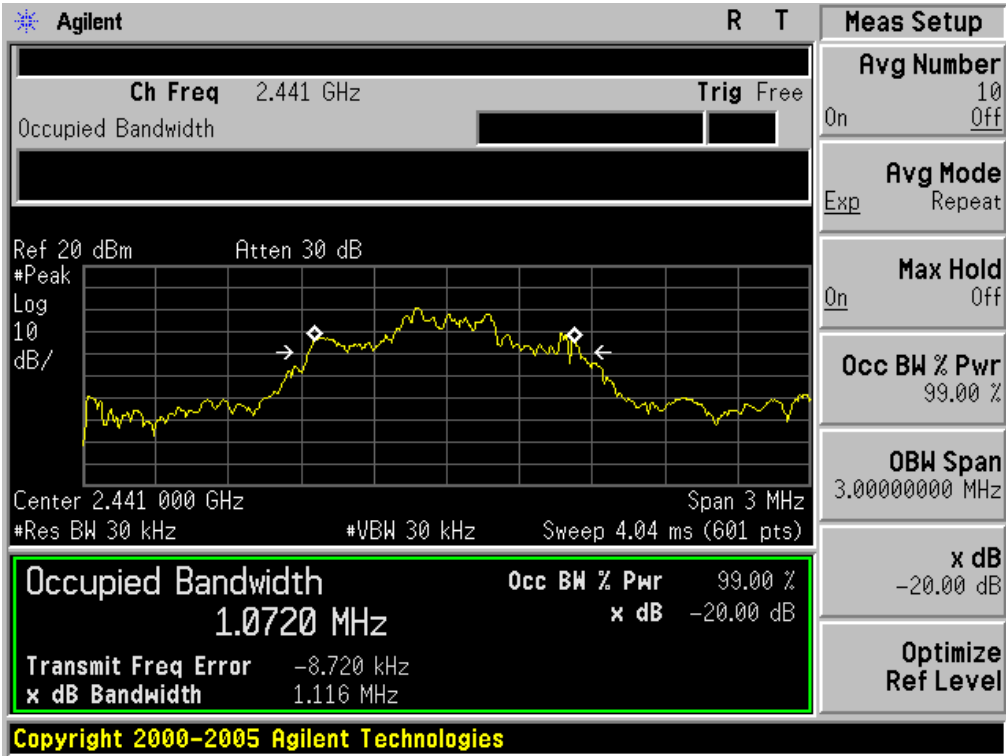 Agilent R T
Ch Freq 2.441 GHz Trig Free
Occupied Bandwidth
Ref 20 dBm Atten 30 dB
#Peak
Log
10
dB/
Center 2.441 000 GHz Span 3 MHz
#Res BW 30 kHz #VBW 30 kHz Sweep 4.04 ms (601 pts)
Occupied Bandwidth Occ BW % Pwr 99.00 %
1.0720 MHz x dB -20.00 dB
Transmit Freq Error -8.720 kHz
x dB Bandwidth 1.116 MHz
Copyright 2000-2005 Agilent Technologies
Meas Setup
Avg Number
10
On Off
Avg Mode
Exp Repeat
Max Hold
On Off
Occ BW % Pwr
99.00 %
OBW Span
3.00000000 MHz
x dB
-20.00 dB
Optimize
Ref Level